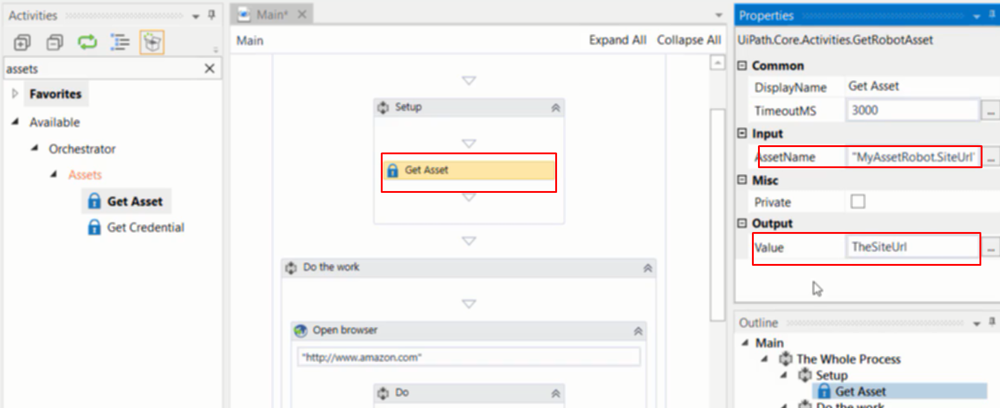 Activities
assets
Favorites
Available
Orchestrator
Assets
Get Asset
Get Credential
Main*
Main
Expand All
Collapse All
Setup
Get Asset
Do the work
Open browser
"http://www.amazon.com"
Do
Properties
UiPath.Core.Activities.GetRobotAsset
Common
DisplayName Get Asset
TimeoutMS 3000
...
Input
AssetName "MyAssetRobot.SiteUrl"
...
Misc
Private
Output
Value TheSiteUrl
...
Outline
Main
The Whole Process
Setup
Get Asset
Do the work